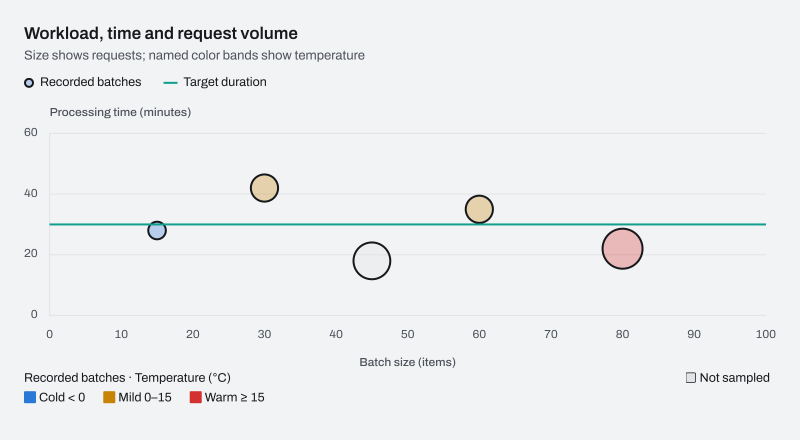 Workload, time and request volume
Size shows requests; named color bands show temperature
Recorded batches Target duration
Processing time (minutes)
60
40
20
0
0 10 20 30 40 50 60 70 80 90 100
Batch size (items)
Recorded batches · Temperature (°C) Not sampled
Cold < 0 Mild 0–15 Warm ≥ 15